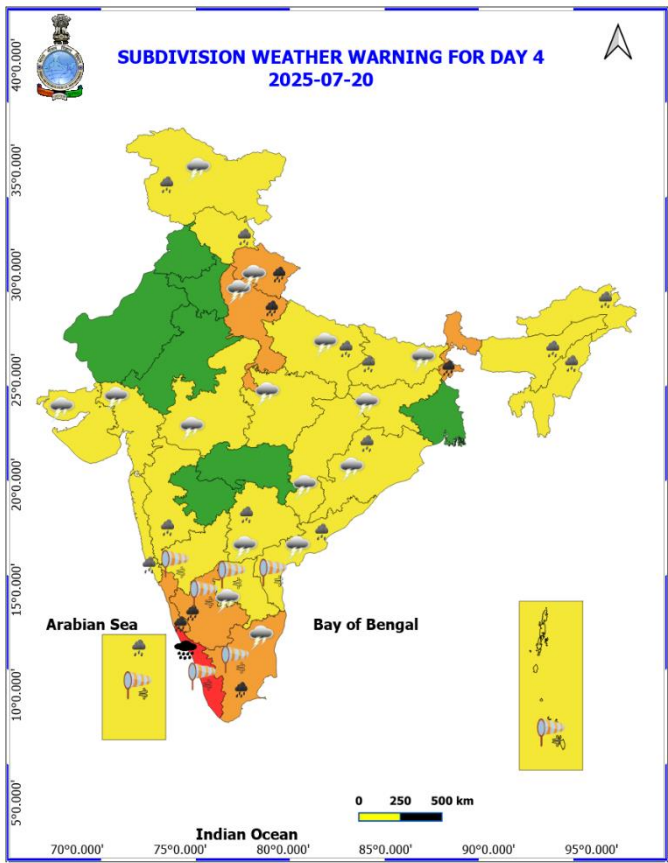 SUBDIVISION WEATHER WARNING FOR DAY 4
2025-07-20
40°0.000'
35°0.000'
30°0.000'
25°0.000'
20°0.000'
15°0.000'
10°0.000'
5°0.000'
Arabian Sea
Bay of Bengal
0 250 500 km
Indian Ocean
70°0.000' 75°0.000' 80°0.000' 85°0.000' 90°0.000' 95°0.000'